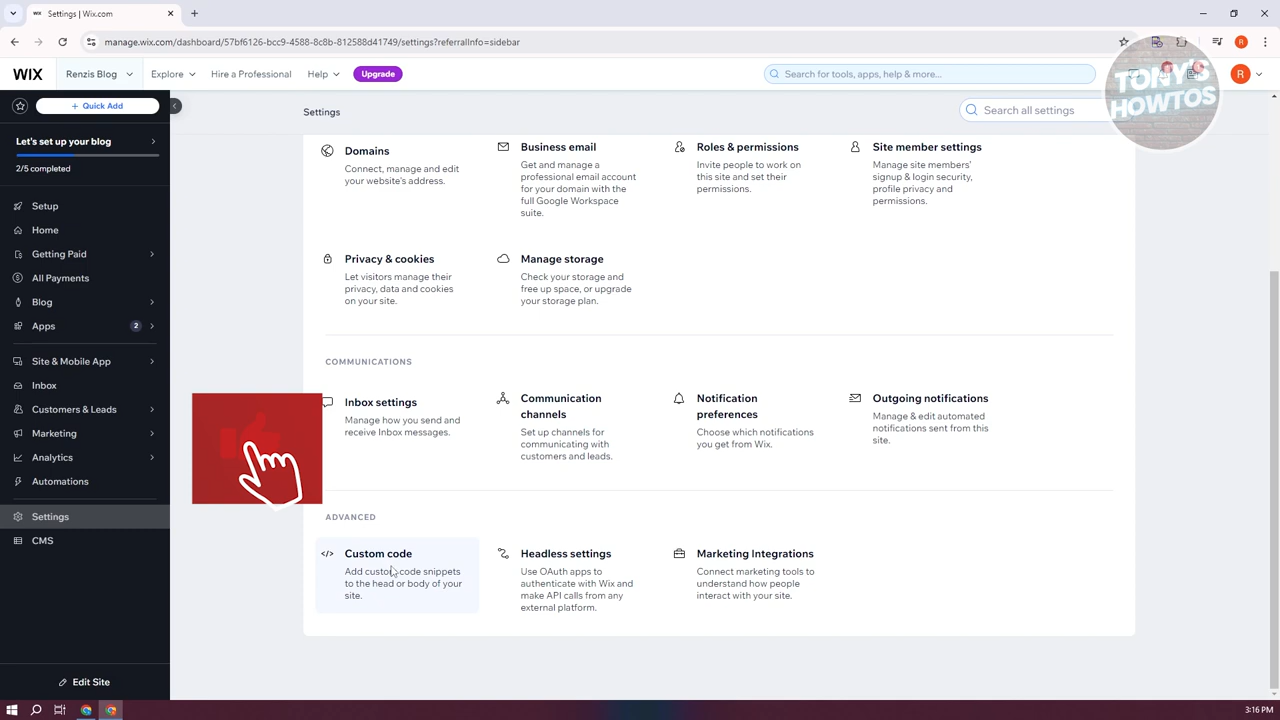 Settings | Wix.com
manage.wix.com/dashboard/57bf6126-bcc9-4588-8c8b-812588d41749/settings?referralInfo=sidebar
R
WIX
Renzis Blog
Explore
Hire a Professional
Help
Upgrade
Search for tools, apps, help & more...
R
TONY'S
HOWTOS
+ Quick Add
Let's set up your blog
2/5 completed
Setup
Home
Getting Paid
All Payments
Blog
Apps
2
Site & Mobile App
Inbox
Customers & Leads
Marketing
Analytics
Automations
Settings
CMS
Edit Site
Settings
Search all settings
Domains
Connect, manage and edit
your website's address.
Business email
Get and manage a
professional email account
for your domain with the
full Google Workspace
suite.
Roles & permissions
Invite people to work on
this site and set their
permissions.
Site member settings
Manage site members'
signup & login security,
profile privacy and
permissions.
Privacy & cookies
Let visitors manage their
privacy, data and cookies
on your site.
Manage storage
Check your storage and
free up space, or upgrade
your storage plan.
COMMUNICATIONS
Inbox settings
Manage how you send and
receive Inbox messages.
Communication
channels
Set up channels for
communicating with
customers and leads.
Notification
preferences
Choose which notifications
you get from Wix.
Outgoing notifications
Manage & edit automated
notifications sent from this
site.
ADVANCED
</> Custom code
Add custom code snippets
to the head or body of your
site.
Headless settings
Use OAuth apps to
authenticate with Wix and
make API calls from any
external platform.
Marketing Integrations
Connect marketing tools to
understand how people
interact with your site.
3:16 PM